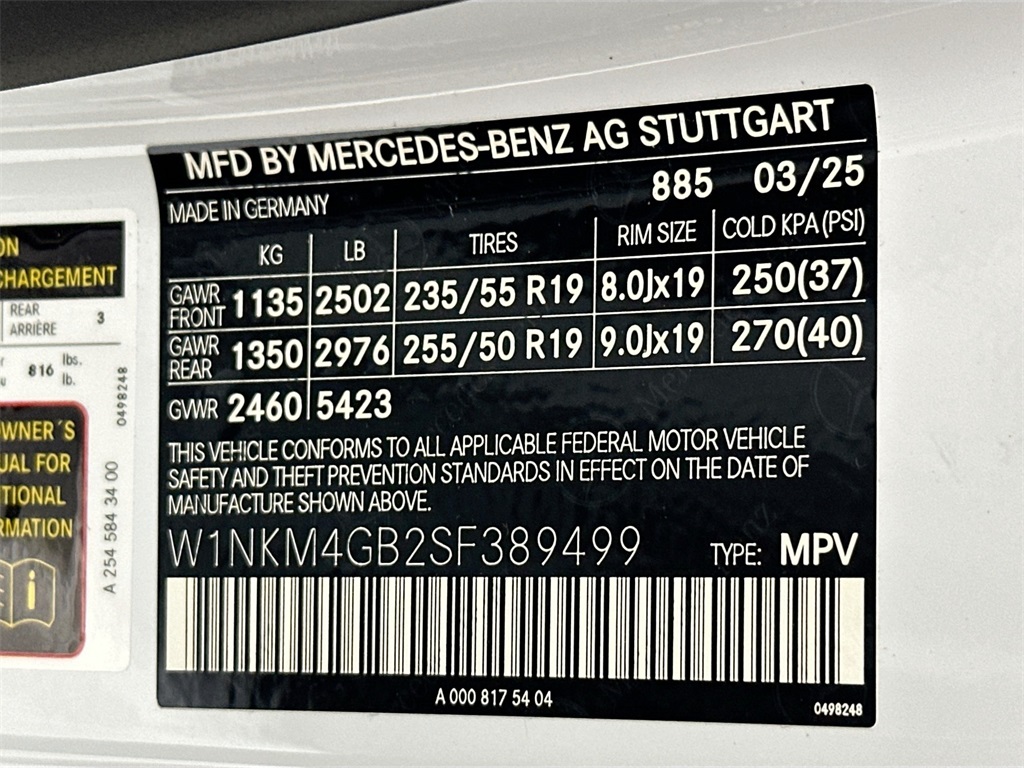 MFD BY MERCEDES-BENZ AG STUTTGART
885 03/25
MADE IN GERMANY
KG LB TIRES RIM SIZE COLD KPA (PSI)
GAWR FRONT 1135 2502 235/55 R19 8.0Jx19 250(37)
GAWR REAR 1350 2976 255/50 R19 9.0Jx19 270(40)
GVWR 2460 5423
THIS VEHICLE CONFORMS TO ALL APPLICABLE FEDERAL MOTOR VEHICLE
SAFETY AND THEFT PREVENTION STANDARDS IN EFFECT ON THE DATE OF
MANUFACTURE SHOWN ABOVE.
W1NKM4GB2SF389499 TYPE: MPV
A 000 817 54 04
0498248
CHARGEMENT
REAR
ARRIÈRE 3
816 lbs.
lb.
0498248
OWNER´S
FOR
A 254 584 34 00